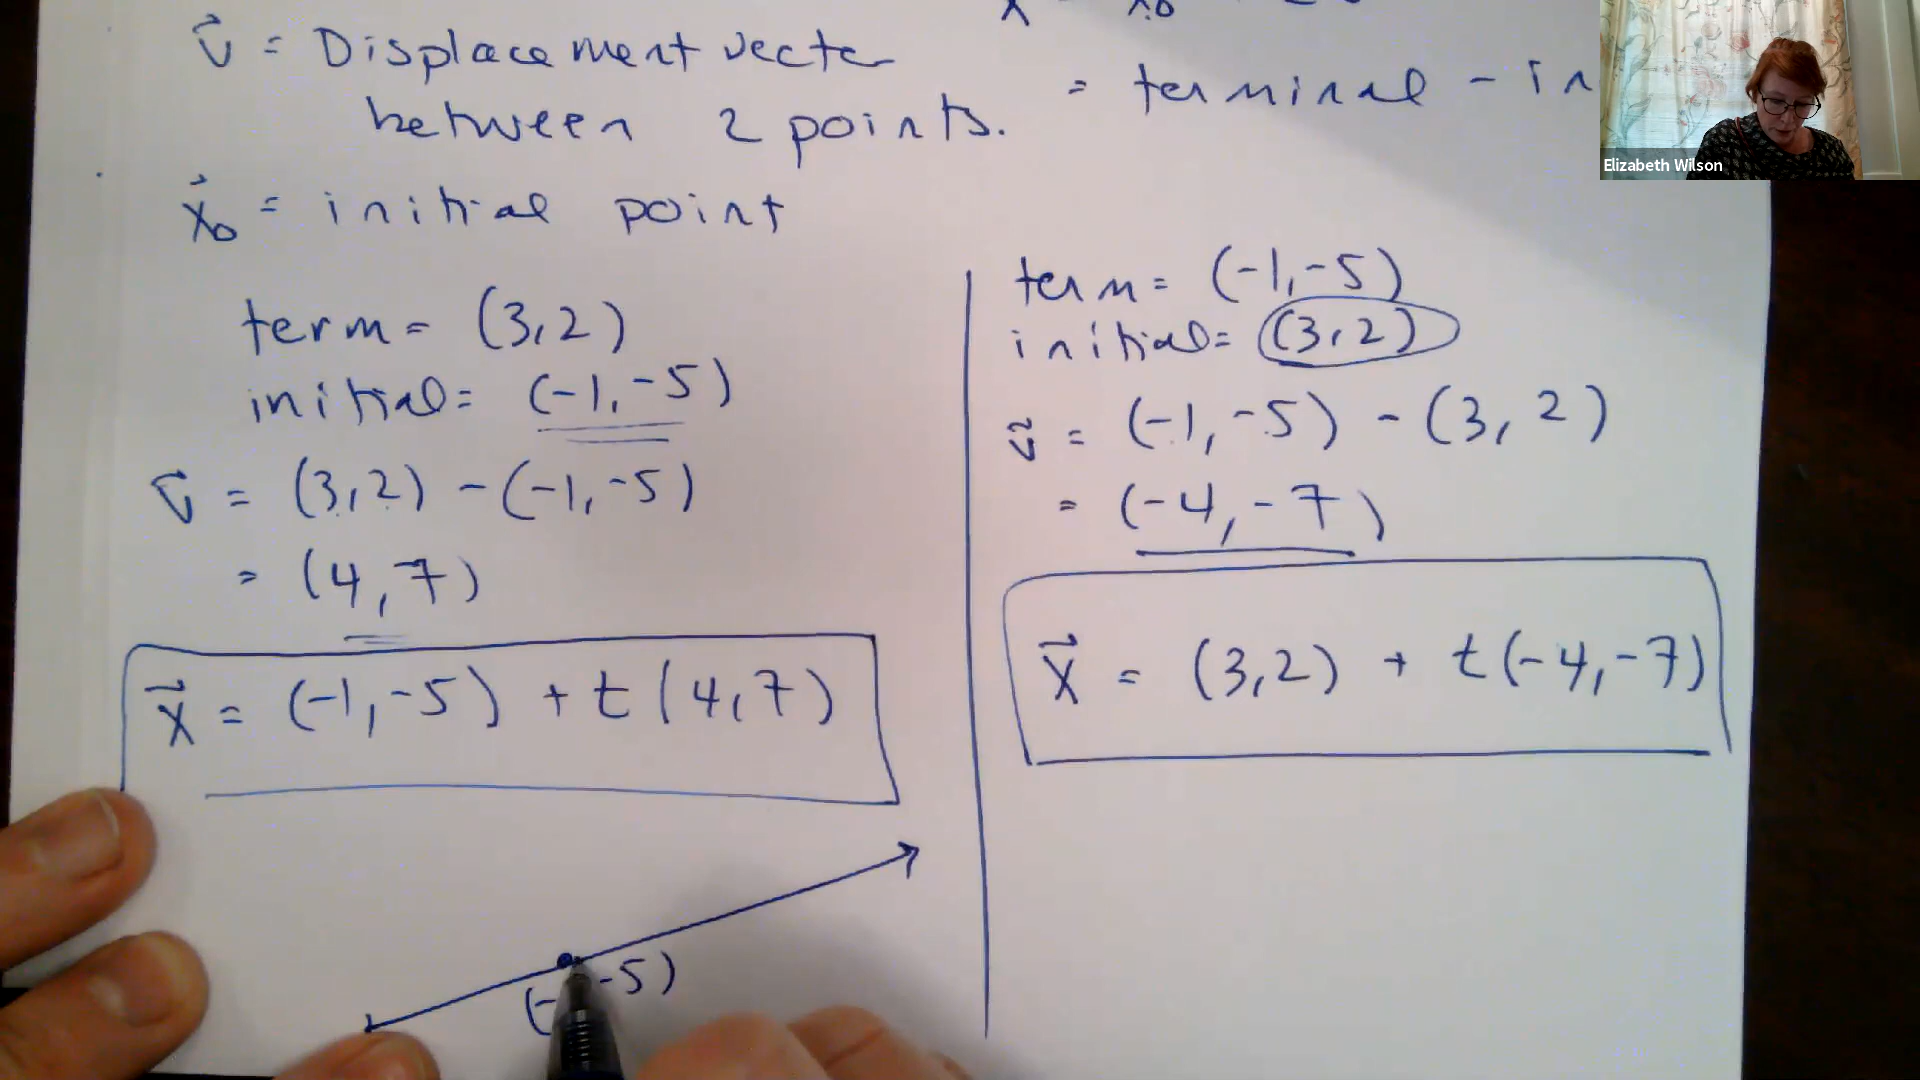 v⃗ = Displacement vector
between 2 points.
x⃗₀ = initial point
= terminal - in
Elizabeth Wilson
term = (3,2)
initial = (-1,-5)
v⃗ = (3,2) - (-1,-5)
= (4,7)
x⃗ = (-1,-5) + t(4,7)
-5)
term = (-1,-5)
initial = (3,2)
v⃗ = (-1,-5) - (3,2)
= (-4,-7)
x⃗ = (3,2) + t(-4,-7)